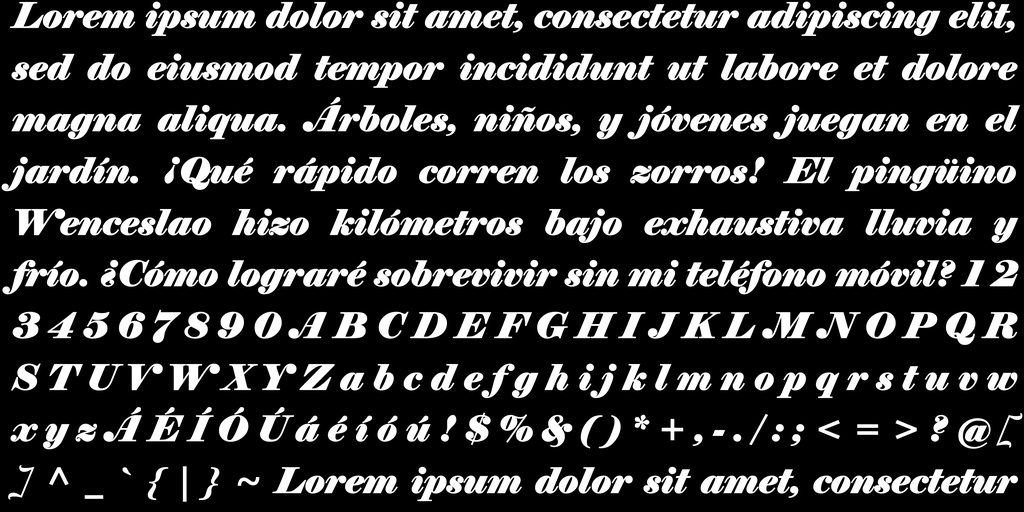 Lorem ipsum dolor sit amet, consectetur adipiscing elit,
sed do eiusmod tempor incididunt ut labore et dolore
magna aliqua. Árboles, niños, y jóvenes juegan en el
jardín. ¡Qué rápido corren los zorros! El pingüino
Wenceslao hizo kilómetros bajo exhaustiva lluvia y
frío. ¿Cómo lograré sobrevivir sin mi teléfono móvil? 1 2
3 4 5 6 7 8 9 0 A B C D E F G H I J K L M N O P Q R
S T U V W X Y Z a b c d e f g h i j k l m n o p q r s t u v w
x y z Á É Í Ó Ú á é í ó ú ! $ % & ( ) * + , - . / : ; < = > ? @ [
] ^ _ ` { | } ~ Lorem ipsum dolor sit amet, consectetur